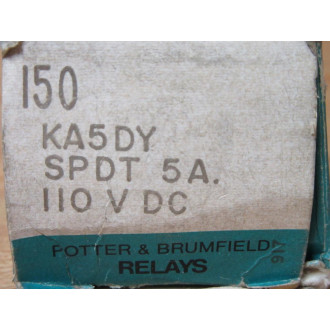 150
KA5DY
SPDT 5A.
110 V DC
POTTER & BRUMFIELD
RELAYS